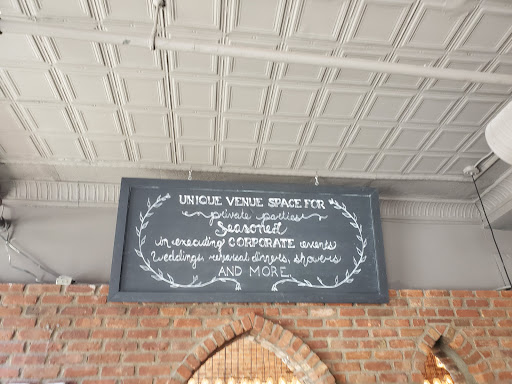 UNIQUE VENUE SPACE FOR
private parties
Seasoned
in executing CORPORATE events
Weddings, rehearsal dinners, showers
AND MORE.